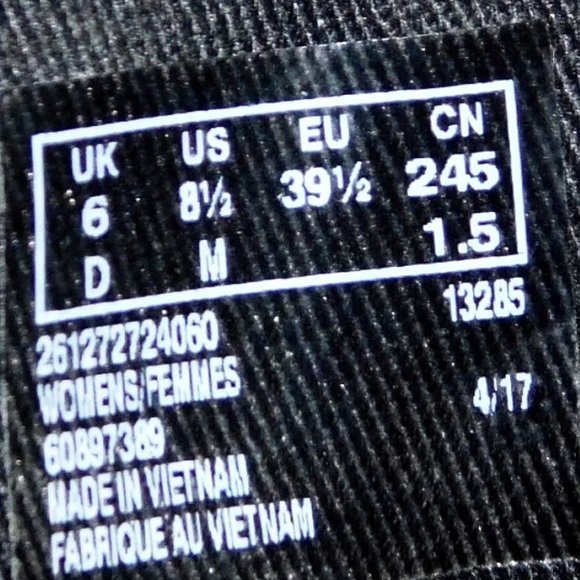 UK US EU CN
6 8½ 39½ 245
D M 1.5
261272724060 13285
WOMENS/FEMMES 4/17
60897389
MADE IN VIETNAM
FABRIQUE AU VIETNAM